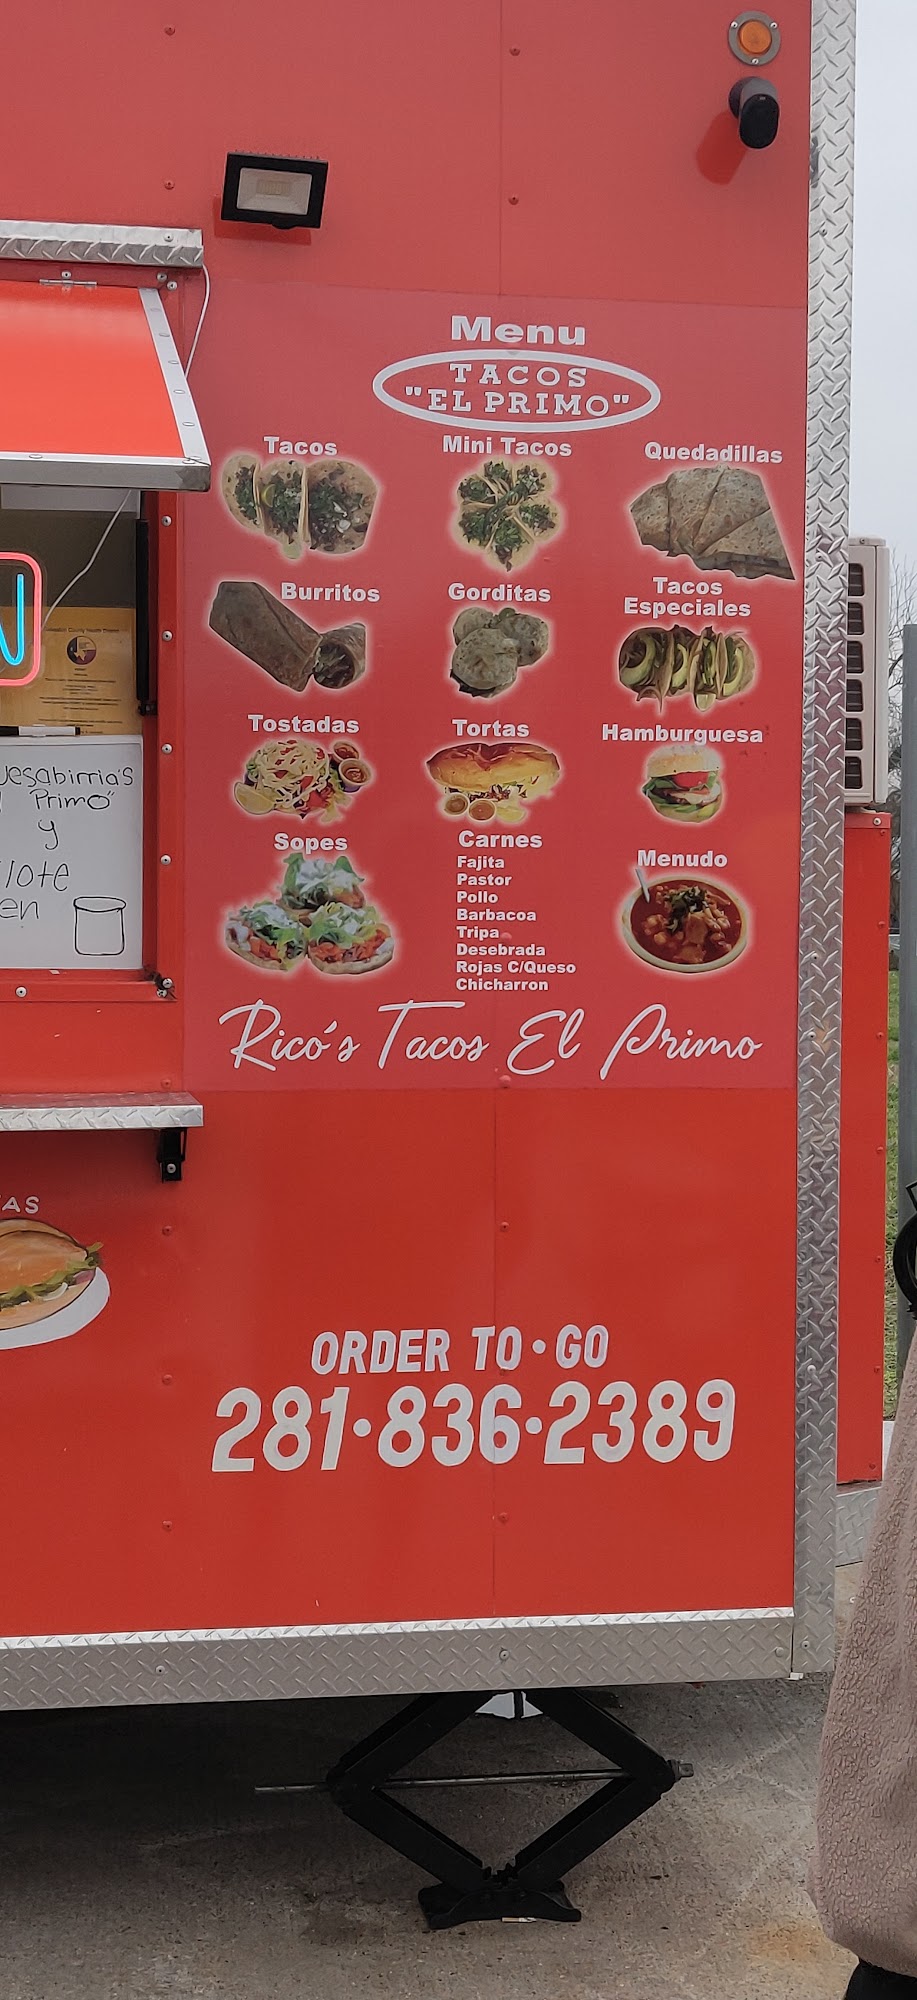 Menu
TACOS
"EL PRIMO"
Tacos
Mini Tacos
Quedadillas
Burritos
Gorditas
Tacos
Especiales
Tostadas
Tortas
Hamburguesa
Sopes
Carnes
Fajita
Pastor
Pollo
Barbacoa
Tripa
Desebrada
Rojas C/Queso
Chicharron
Menudo
Rico's Tacos El Primo
Primo"
y
ORDER TO•GO
281•836•2389